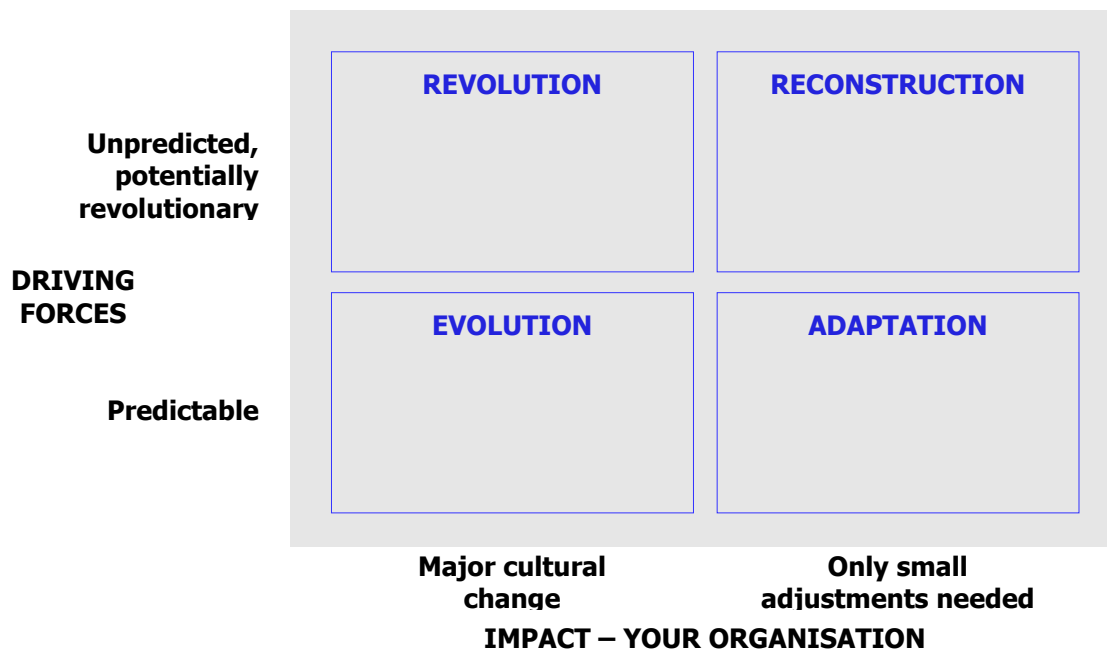 REVOLUTION
RECONSTRUCTION
Unpredicted,
potentially
revolutionary
DRIVING
FORCES
EVOLUTION
ADAPTATION
Predictable
Major cultural
change
Only small
adjustments needed
IMPACT – YOUR ORGANISATION